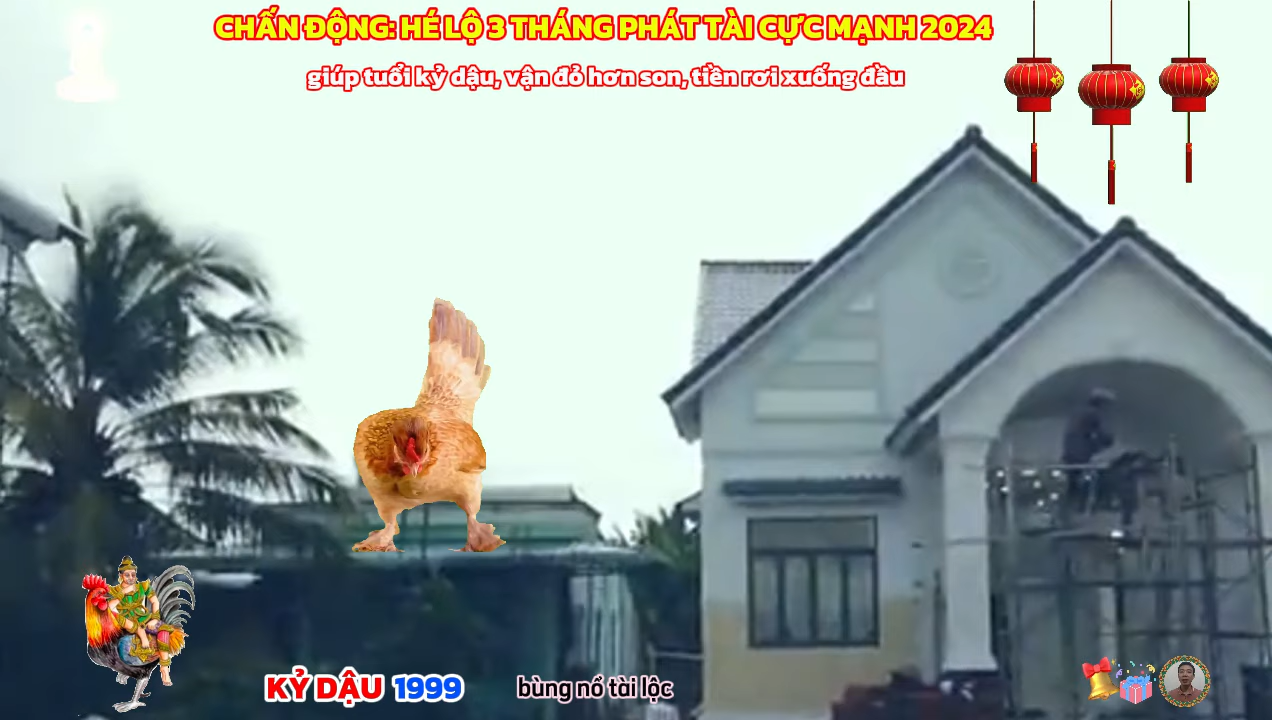 CHẤN ĐỘNG: HÉ LỘ 3 THÁNG PHÁT TÀI CỰC MẠNH 2024
giúp tuổi kỷ dậu, vận đỏ hơn son, tiền rơi xuống đầu
KỶ DẬU 1999
bùng nổ tài lộc